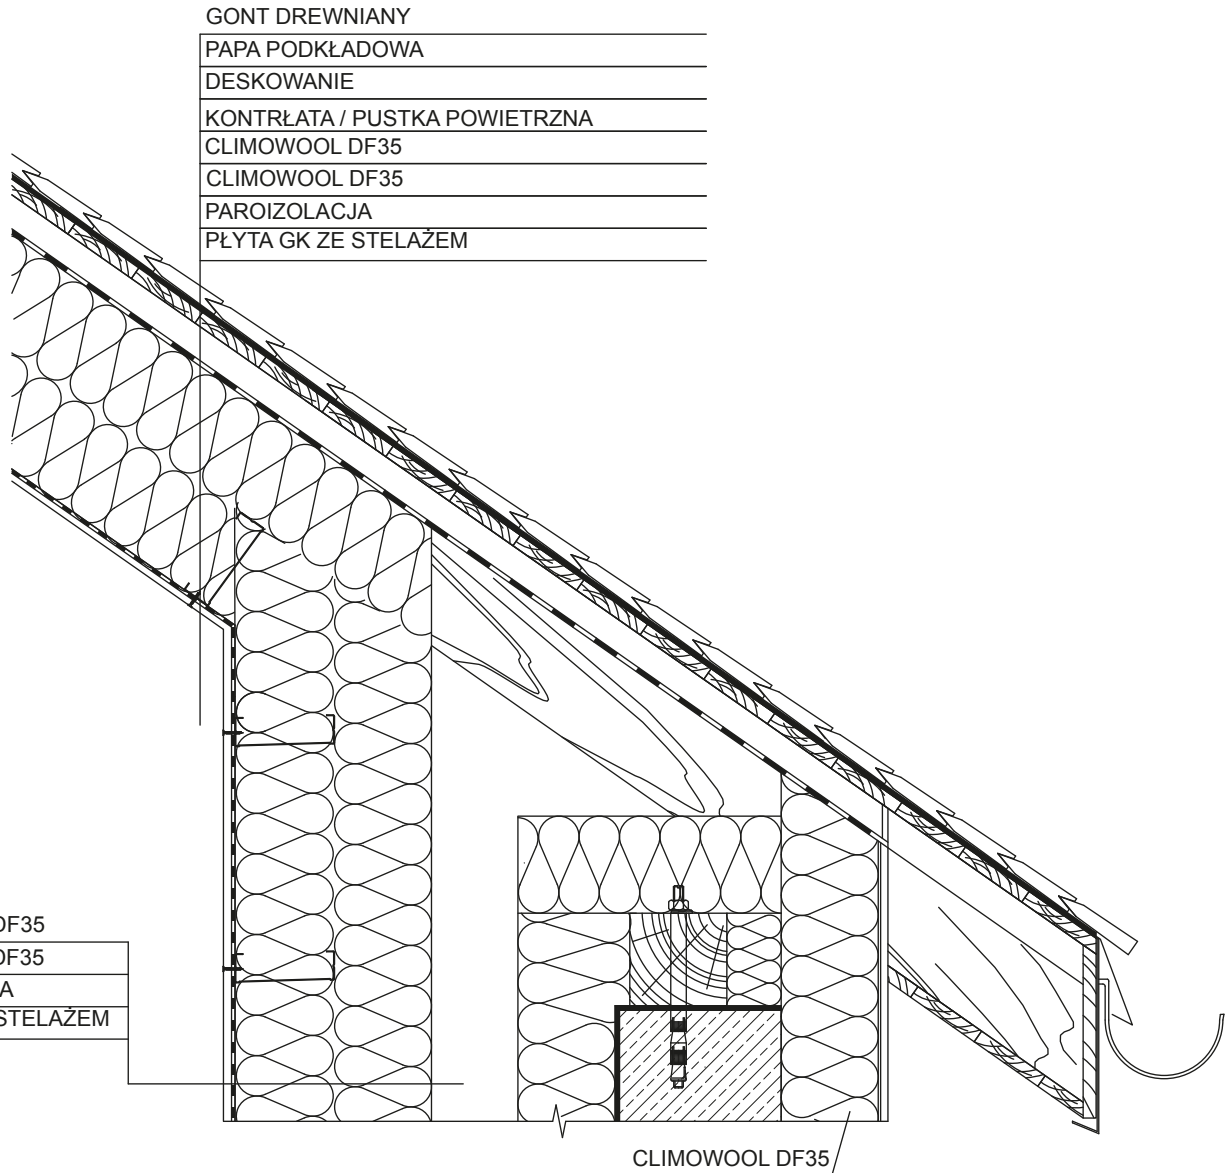 GONT DREWNIANY
PAPA PODKŁADOWA
DESKOWANIE
KONTRŁATA / PUSTKA POWIETRZNA
CLIMOWOOL DF35
CLIMOWOOL DF35
PAROIZOLACJA
PŁYTA GK ZE STELAŻEM
DF35
DF35
A
STELAŻEM
CLIMOWOOL DF35